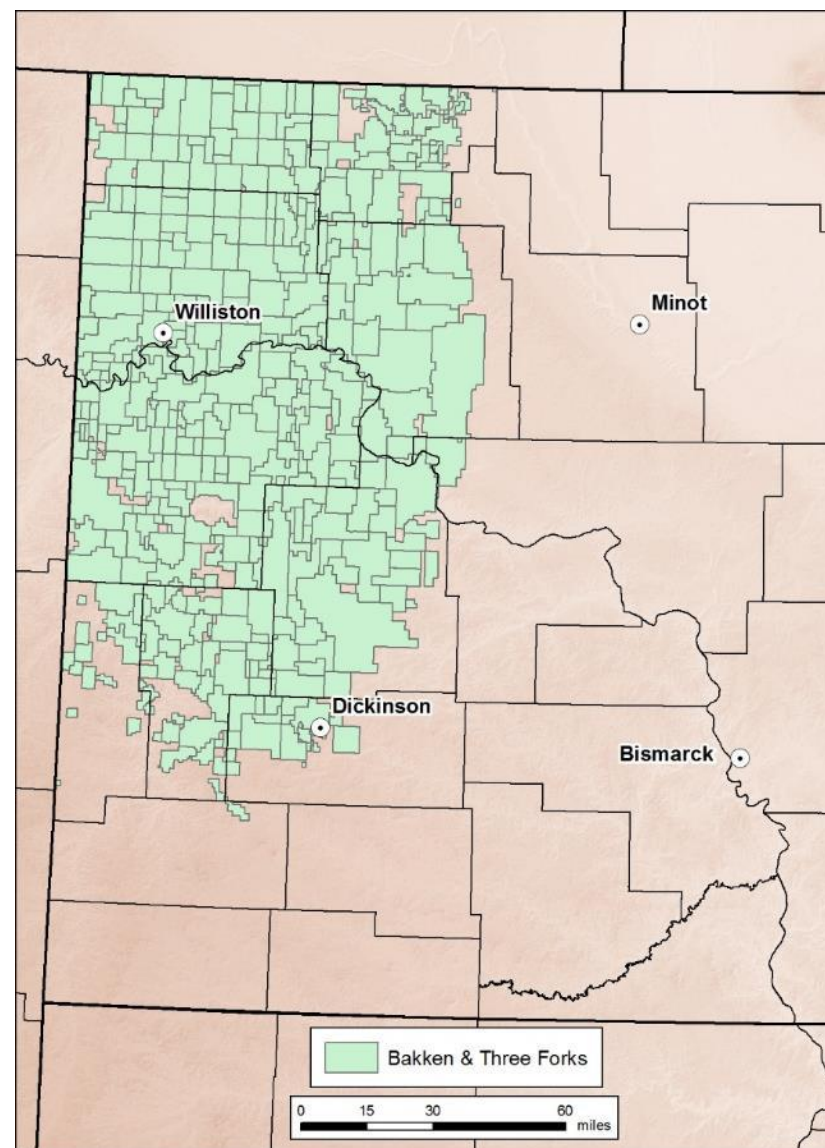 Williston
Minot
Dickinson
Bismarck
Bakken & Three Forks
0 15 30 60
miles